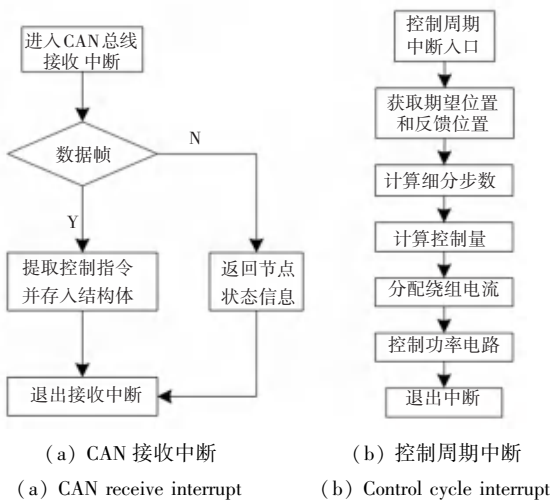 进入CAN总线
接收中断
数据帧
N
Y
提取控制指令
并存入结构体
返回节点
状态信息
退出接收中断
(a) CAN 接收中断
(a) CAN receive interrupt
控制周期
中断入口
获取期望位置
和反馈位置
计算细分步数
计算控制量
分配绕组电流
控制功率电路
退出中断
(b) 控制周期中断
(b) Control cycle interrupt